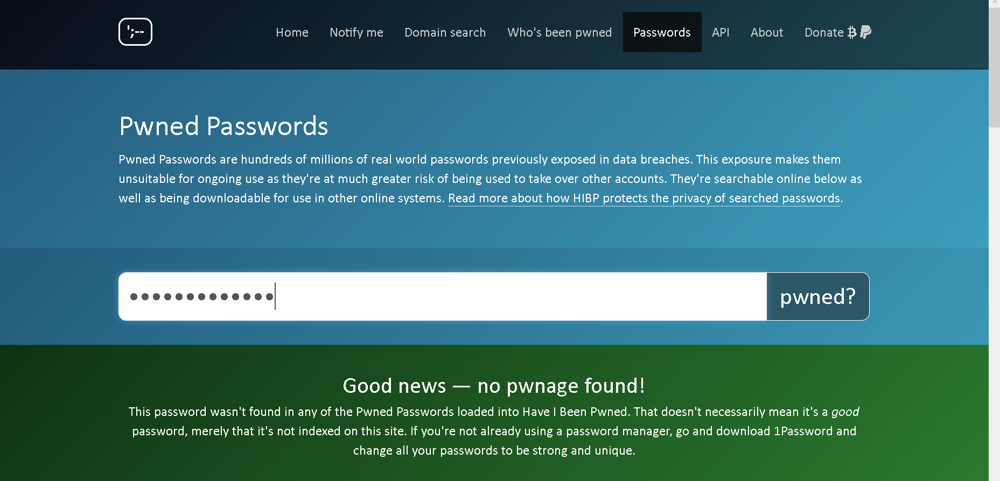 ';--
Home Notify me Domain search Who's been pwned Passwords API About Donate
Pwned Passwords
Pwned Passwords are hundreds of millions of real world passwords previously exposed in data breaches. This exposure makes them
unsuitable for ongoing use as they're at much greater risk of being used to take over other accounts. They're searchable online below as
well as being downloadable for use in other online systems. Read more about how HIBP protects the privacy of searched passwords.
•••••••••••••
pwned?
Good news — no pwnage found!
This password wasn't found in any of the Pwned Passwords loaded into Have I Been Pwned. That doesn't necessarily mean it's a good
password, merely that it's not indexed on this site. If you're not already using a password manager, go and download 1Password and
change all your passwords to be strong and unique.